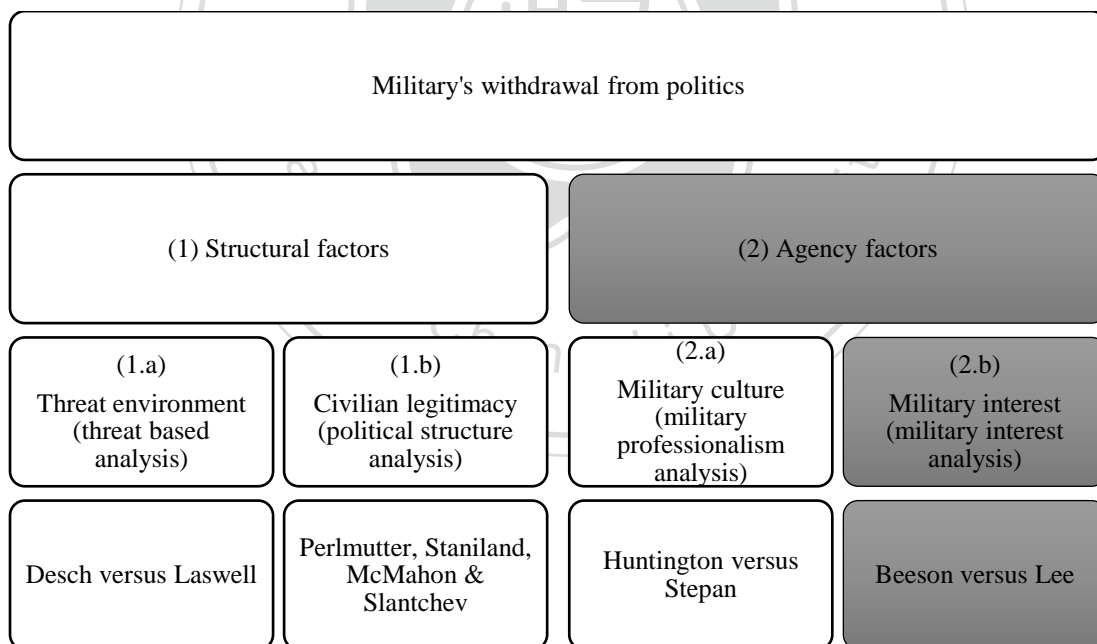 Military's withdrawal from politics
(1) Structural factors
(2) Agency factors
(1.a)
Threat environment
(threat based
analysis)
(1.b)
Civilian legitimacy
(political structure
analysis)
(2.a)
Military culture
(military
professionalism
analysis)
(2.b)
Military interest
(military interest
analysis)
Desch versus Laswell
Perlmutter, Staniland,
McMahon &
Slantchev
Huntington versus
Stepan
Beeson versus Lee